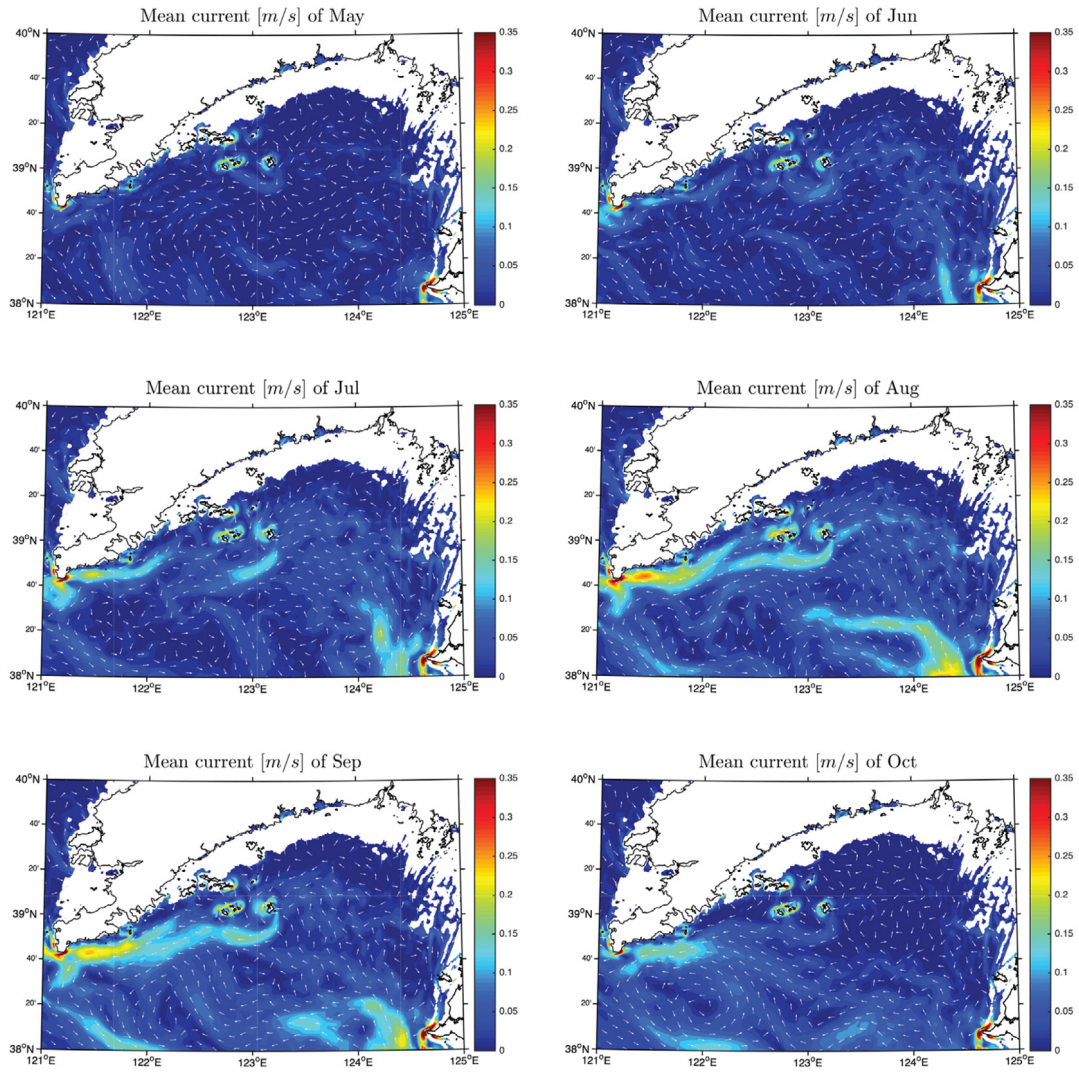 Mean current [m/s] of May
40°N
40'
20'
39°N
40'
20'
38°N
121°E
122°E
123°E
124°E
125°E
0.35
0.3
0.25
0.2
0.15
0.1
0.05
0
Mean current [m/s] of Jun
40°N
40'
20'
39°N
40'
20'
38°N
121°E
122°E
123°E
124°E
125°E
0.35
0.3
0.25
0.2
0.15
0.1
0.05
0
Mean current [m/s] of Jul
40°N
40'
20'
39°N
40'
20'
38°N
121°E
122°E
123°E
124°E
125°E
0.35
0.3
0.25
0.2
0.15
0.1
0.05
0
Mean current [m/s] of Aug
40°N
40'
20'
39°N
40'
20'
38°N
121°E
122°E
123°E
124°E
125°E
0.35
0.3
0.25
0.2
0.15
0.1
0.05
0
Mean current [m/s] of Sep
40°N
40'
20'
39°N
40'
20'
38°N
121°E
122°E
123°E
124°E
125°E
0.35
0.3
0.25
0.2
0.15
0.1
0.05
0
Mean current [m/s] of Oct
40°N
40'
20'
39°N
40'
20'
38°N
121°E
122°E
123°E
124°E
125°E
0.35
0.3
0.25
0.2
0.15
0.1
0.05
0